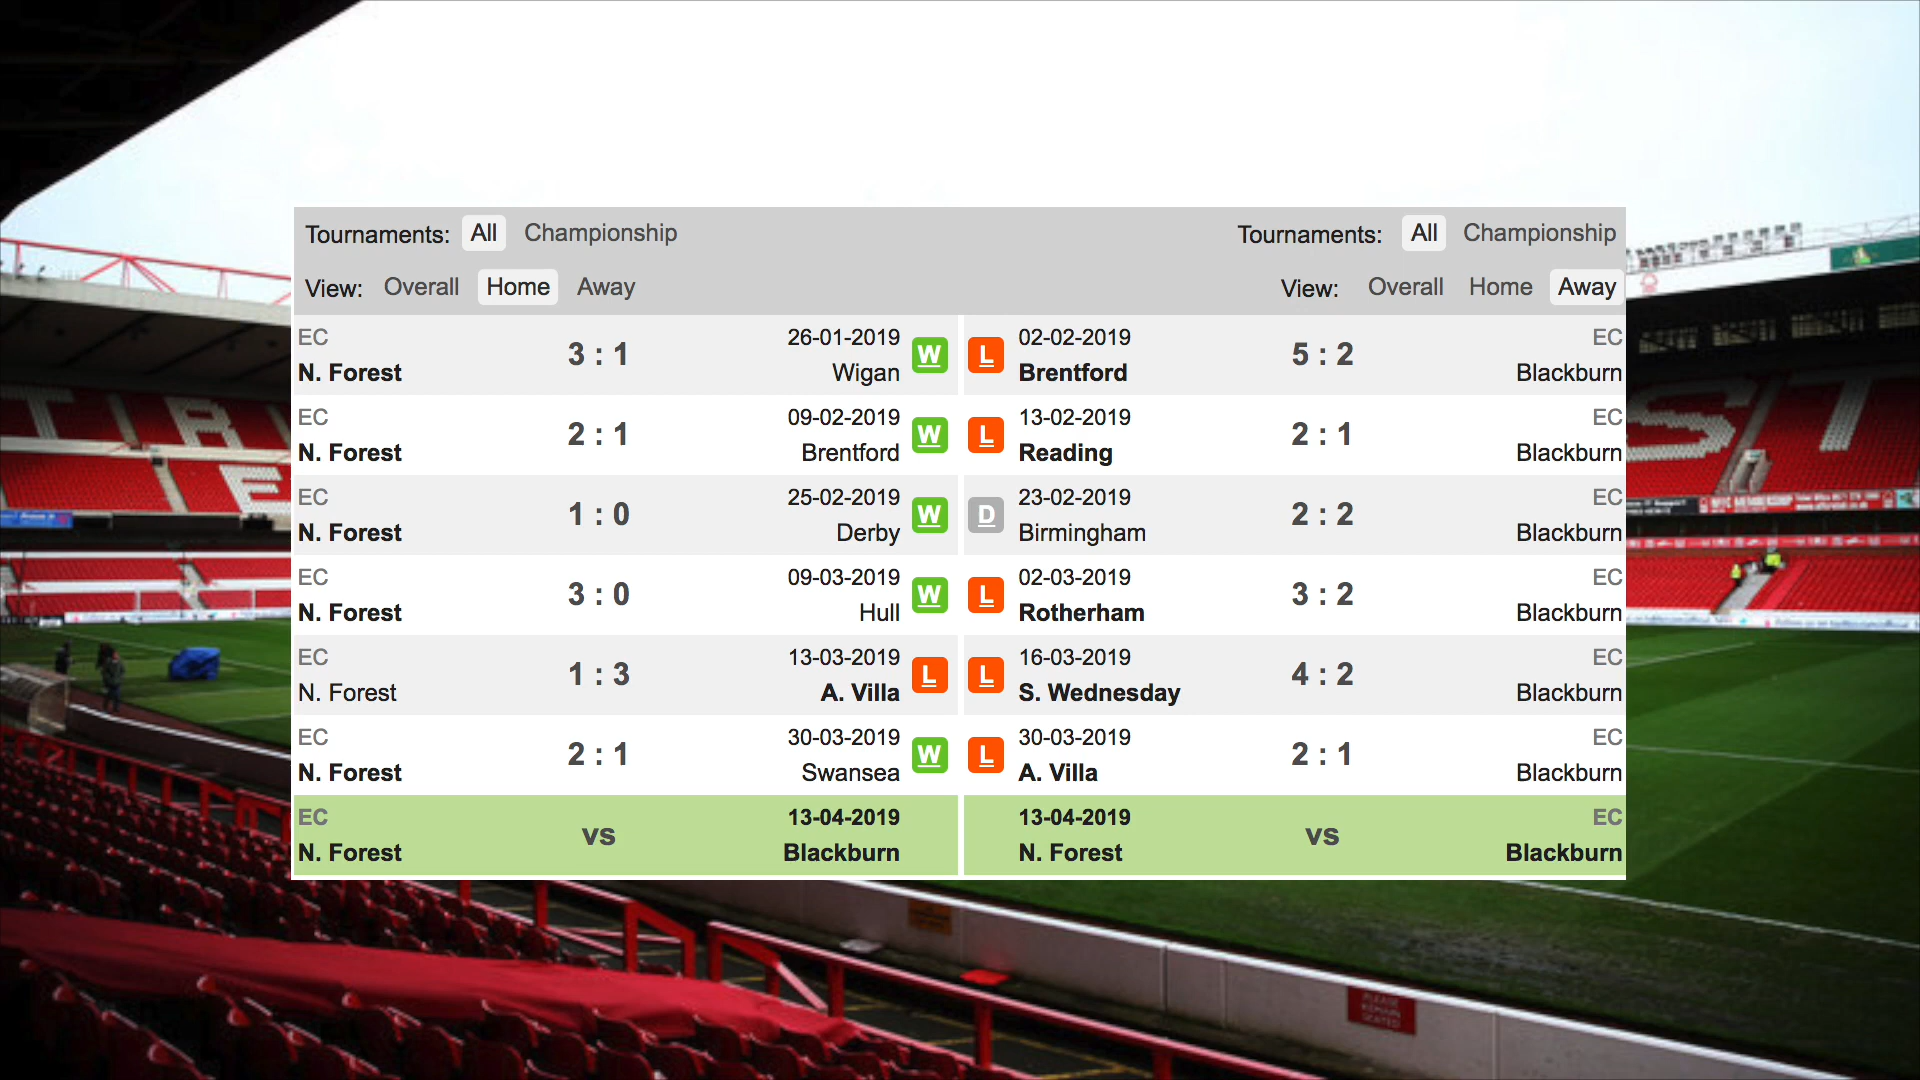 Tournaments: All Championship
View: Overall Home Away
EC 26-01-2019
N. Forest 3 : 1 Wigan W
EC 09-02-2019
N. Forest 2 : 1 Brentford W
EC 25-02-2019
N. Forest 1 : 0 Derby W
EC 09-03-2019
N. Forest 3 : 0 Hull W
EC 13-03-2019
N. Forest 1 : 3 A. Villa L
EC 30-03-2019
N. Forest 2 : 1 Swansea W
EC 13-04-2019
N. Forest vs Blackburn
Tournaments: All Championship
View: Overall Home Away
02-02-2019 EC
L Brentford 5 : 2 Blackburn
13-02-2019 EC
L Reading 2 : 1 Blackburn
23-02-2019 EC
D Birmingham 2 : 2 Blackburn
02-03-2019 EC
L Rotherham 3 : 2 Blackburn
16-03-2019 EC
L S. Wednesday 4 : 2 Blackburn
30-03-2019 EC
L A. Villa 2 : 1 Blackburn
13-04-2019 EC
N. Forest vs Blackburn
TR
E
ST
PLEASE
REMAIN
SEATED